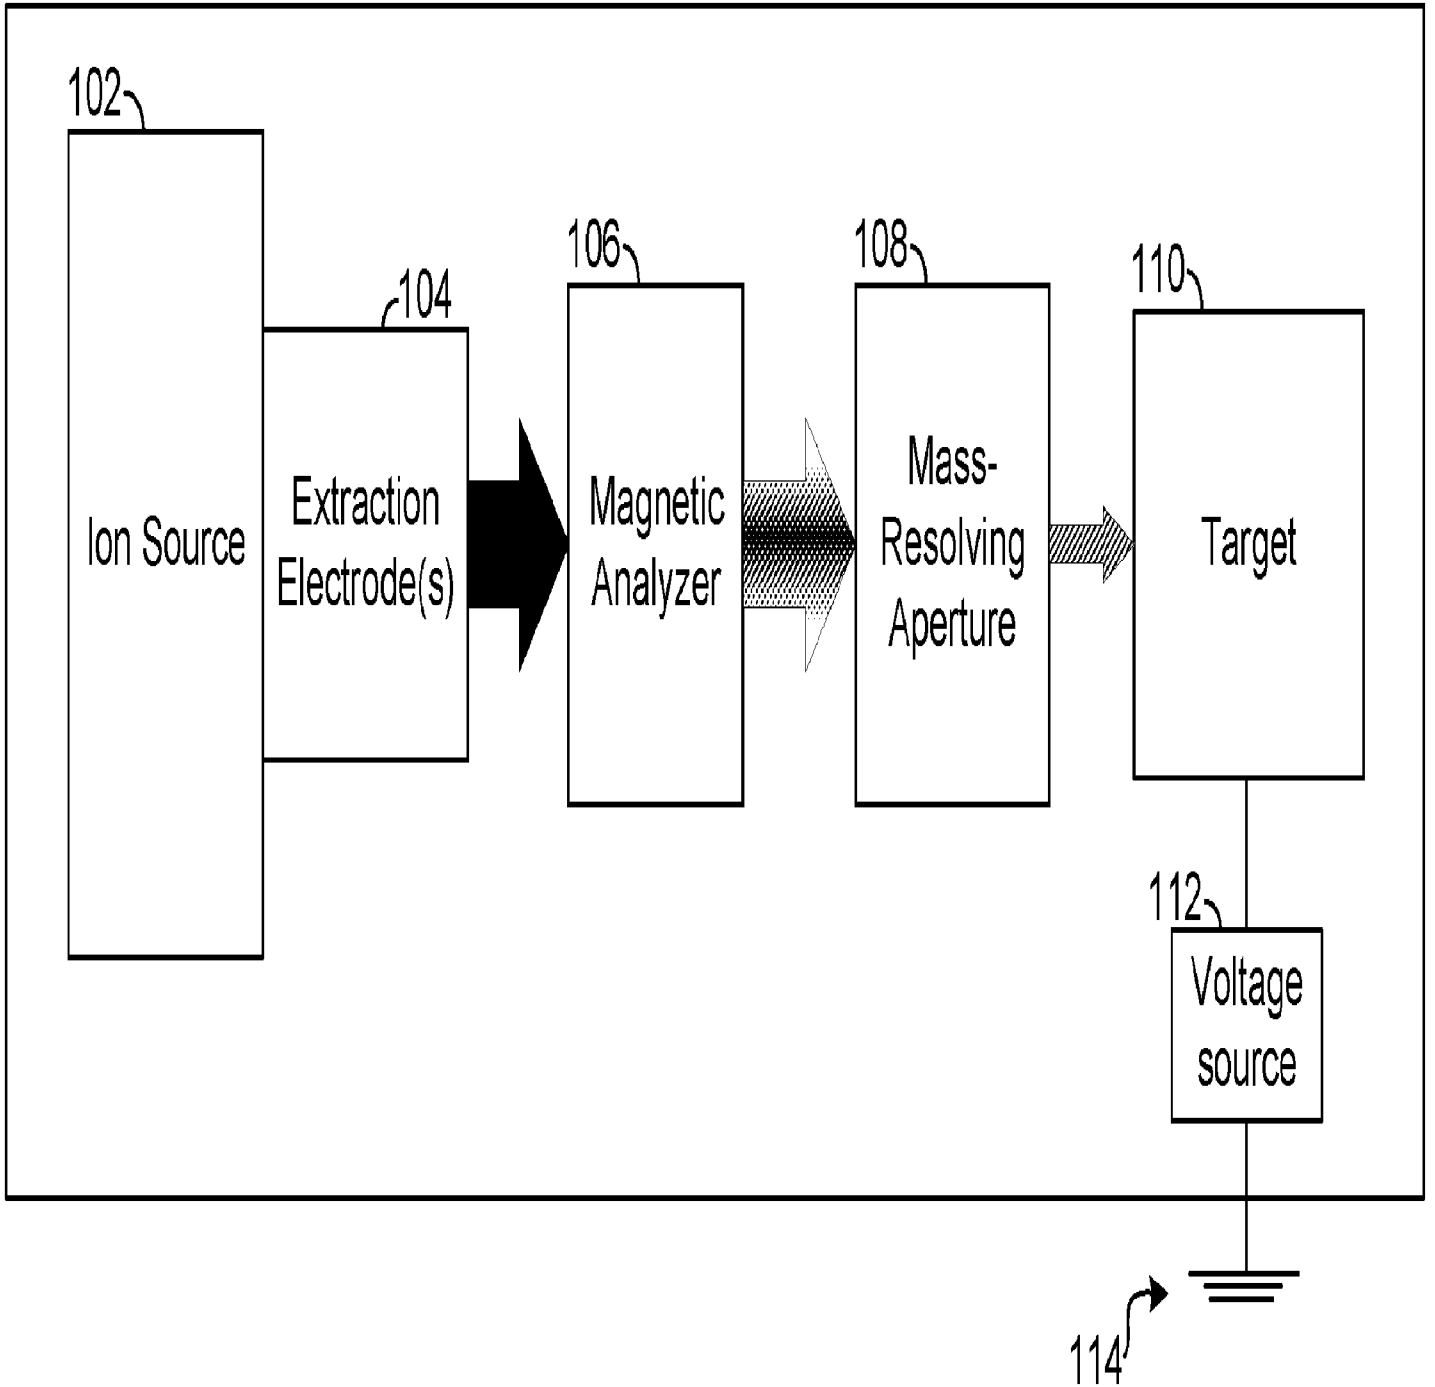 102
Ion Source
104
Extraction
Electrode(s)
106
Magnetic
Analyzer
108
Mass-
Resolving
Aperture
110
Target
112
Voltage
source
114